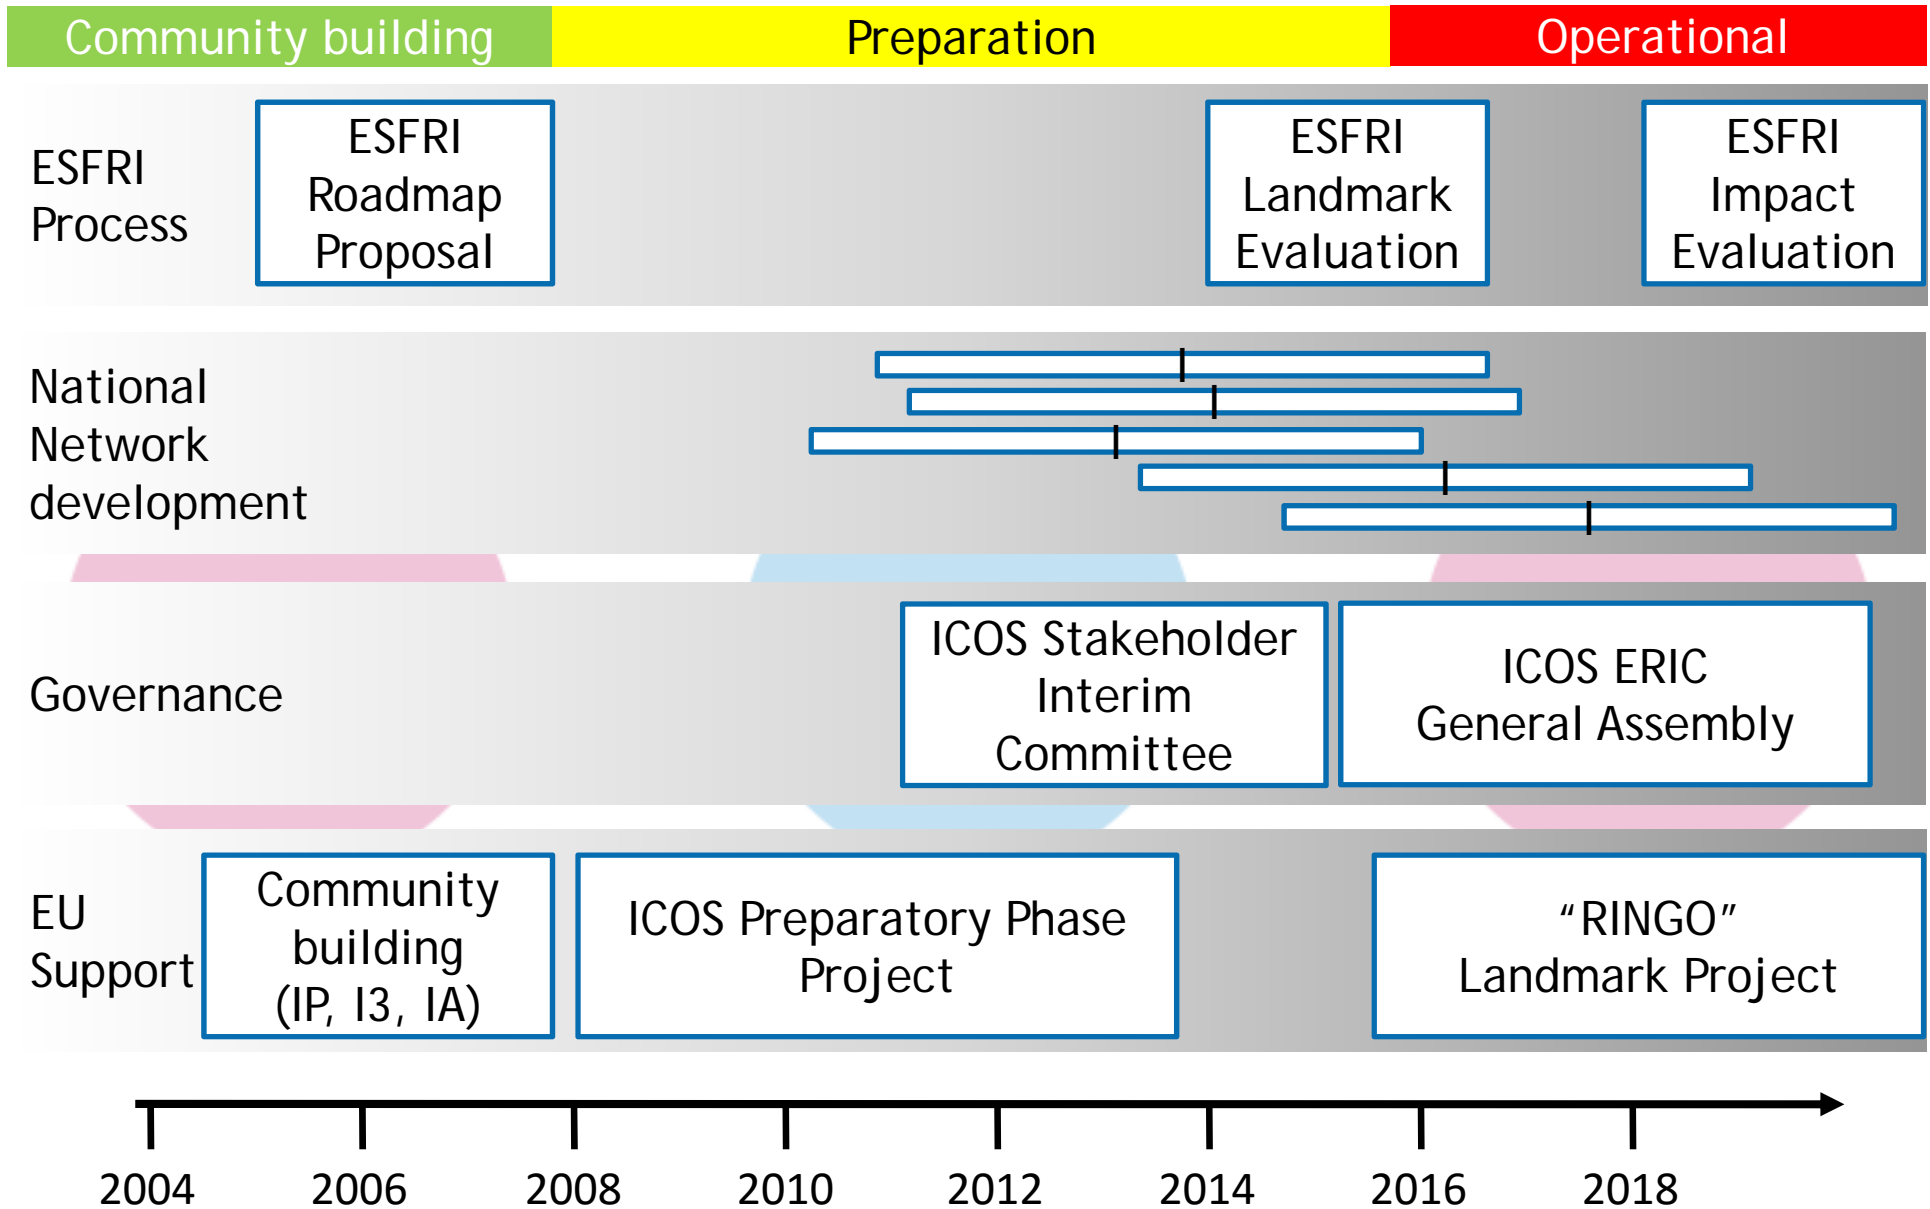 Community building
Preparation
Operational
ESFRI
Process
ESFRI
Roadmap
Proposal
ESFRI
Landmark
Evaluation
ESFRI
Impact
Evaluation
National
Network
development
Governance
ICOS Stakeholder
Interim
Committee
ICOS ERIC
General Assembly
EU
Support
Community
building
(IP, I3, IA)
ICOS Preparatory Phase
Project
“RINGO”
Landmark Project
2004
2006
2008
2010
2012
2014
2016
2018